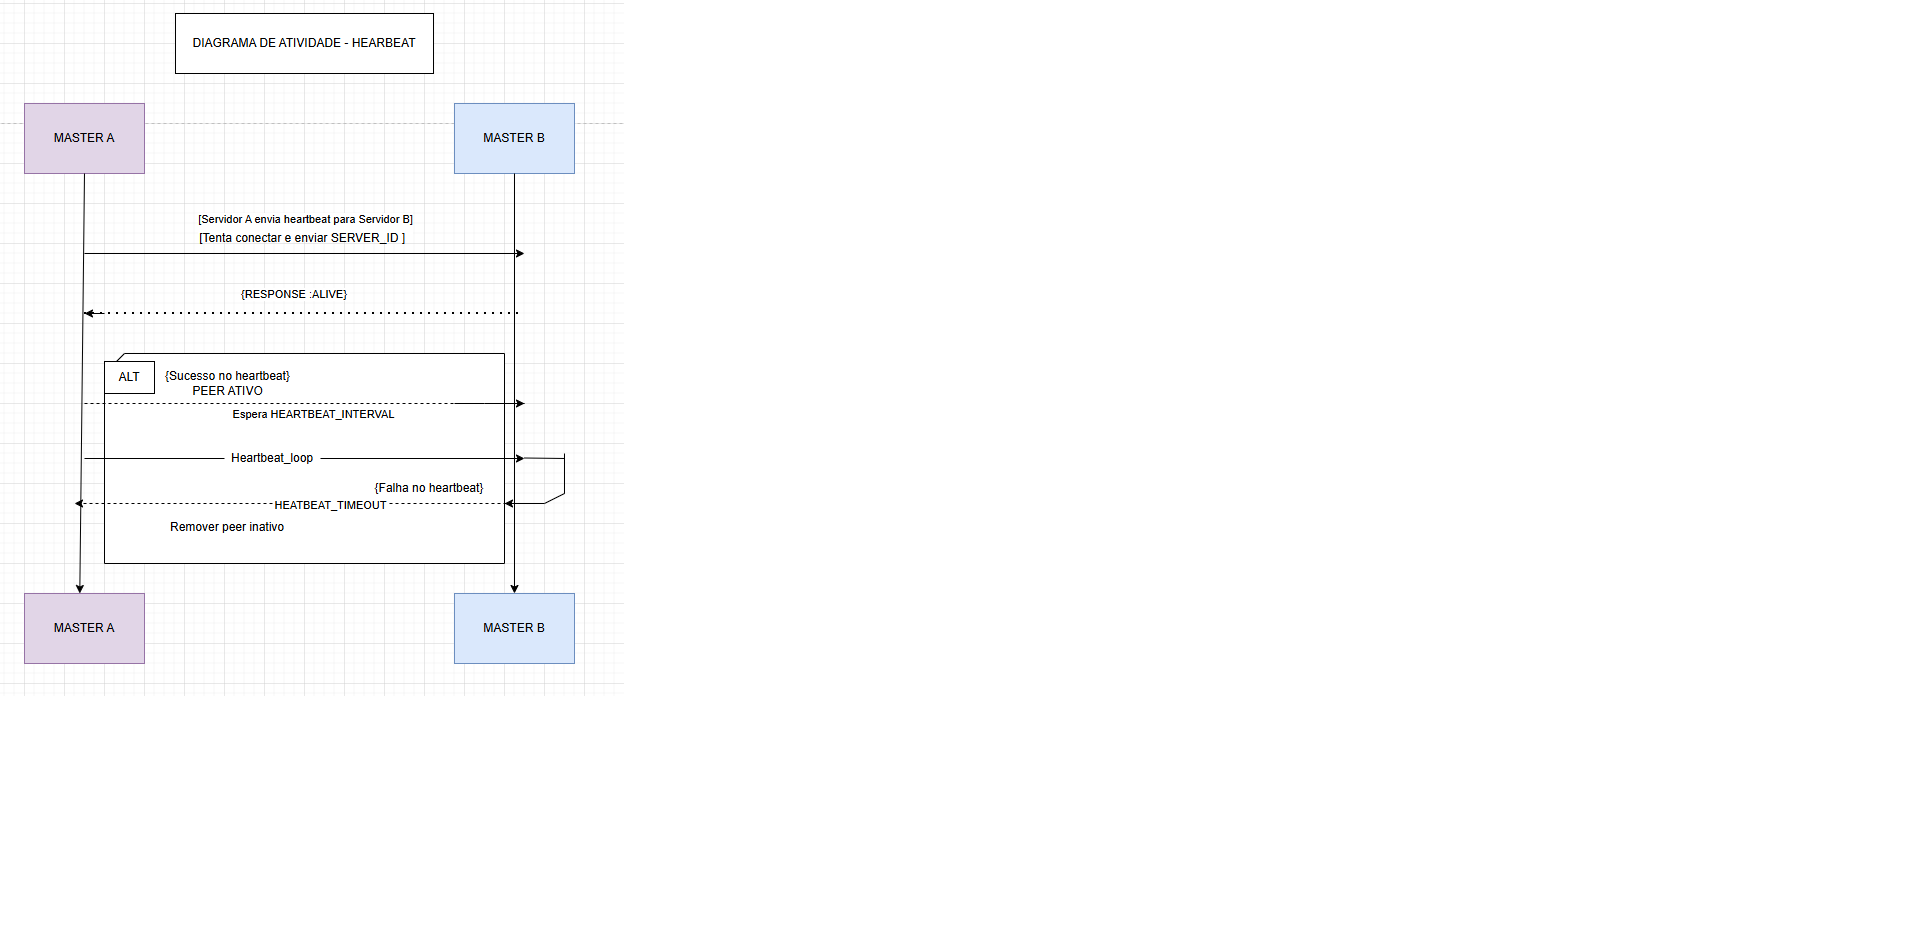 DIAGRAMA DE ATIVIDADE - HEARBEAT
MASTER A
MASTER B
[Servidor A envia heartbeat para Servidor B]
[Tenta conectar e enviar SERVER_ID ]
{RESPONSE :ALIVE}
ALT
{Sucesso no heartbeat}
PEER ATIVO
Espera HEARTBEAT_INTERVAL
Heartbeat_loop
{Falha no heartbeat}
HEATBEAT_TIMEOUT
Remover peer inativo
MASTER A
MASTER B